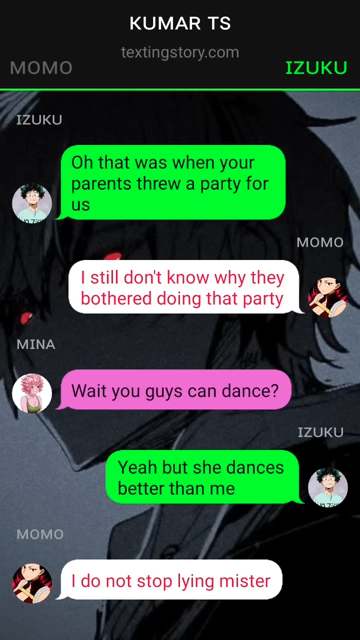 KUMAR TS
textingstory.com
MOMO
IZUKU
IZUKU
Oh that was when your
parents threw a party for
us
MOMO
I still don't know why they
bothered doing that party
MINA
Wait you guys can dance?
IZUKU
Yeah but she dances
better than me
MOMO
I do not stop lying mister